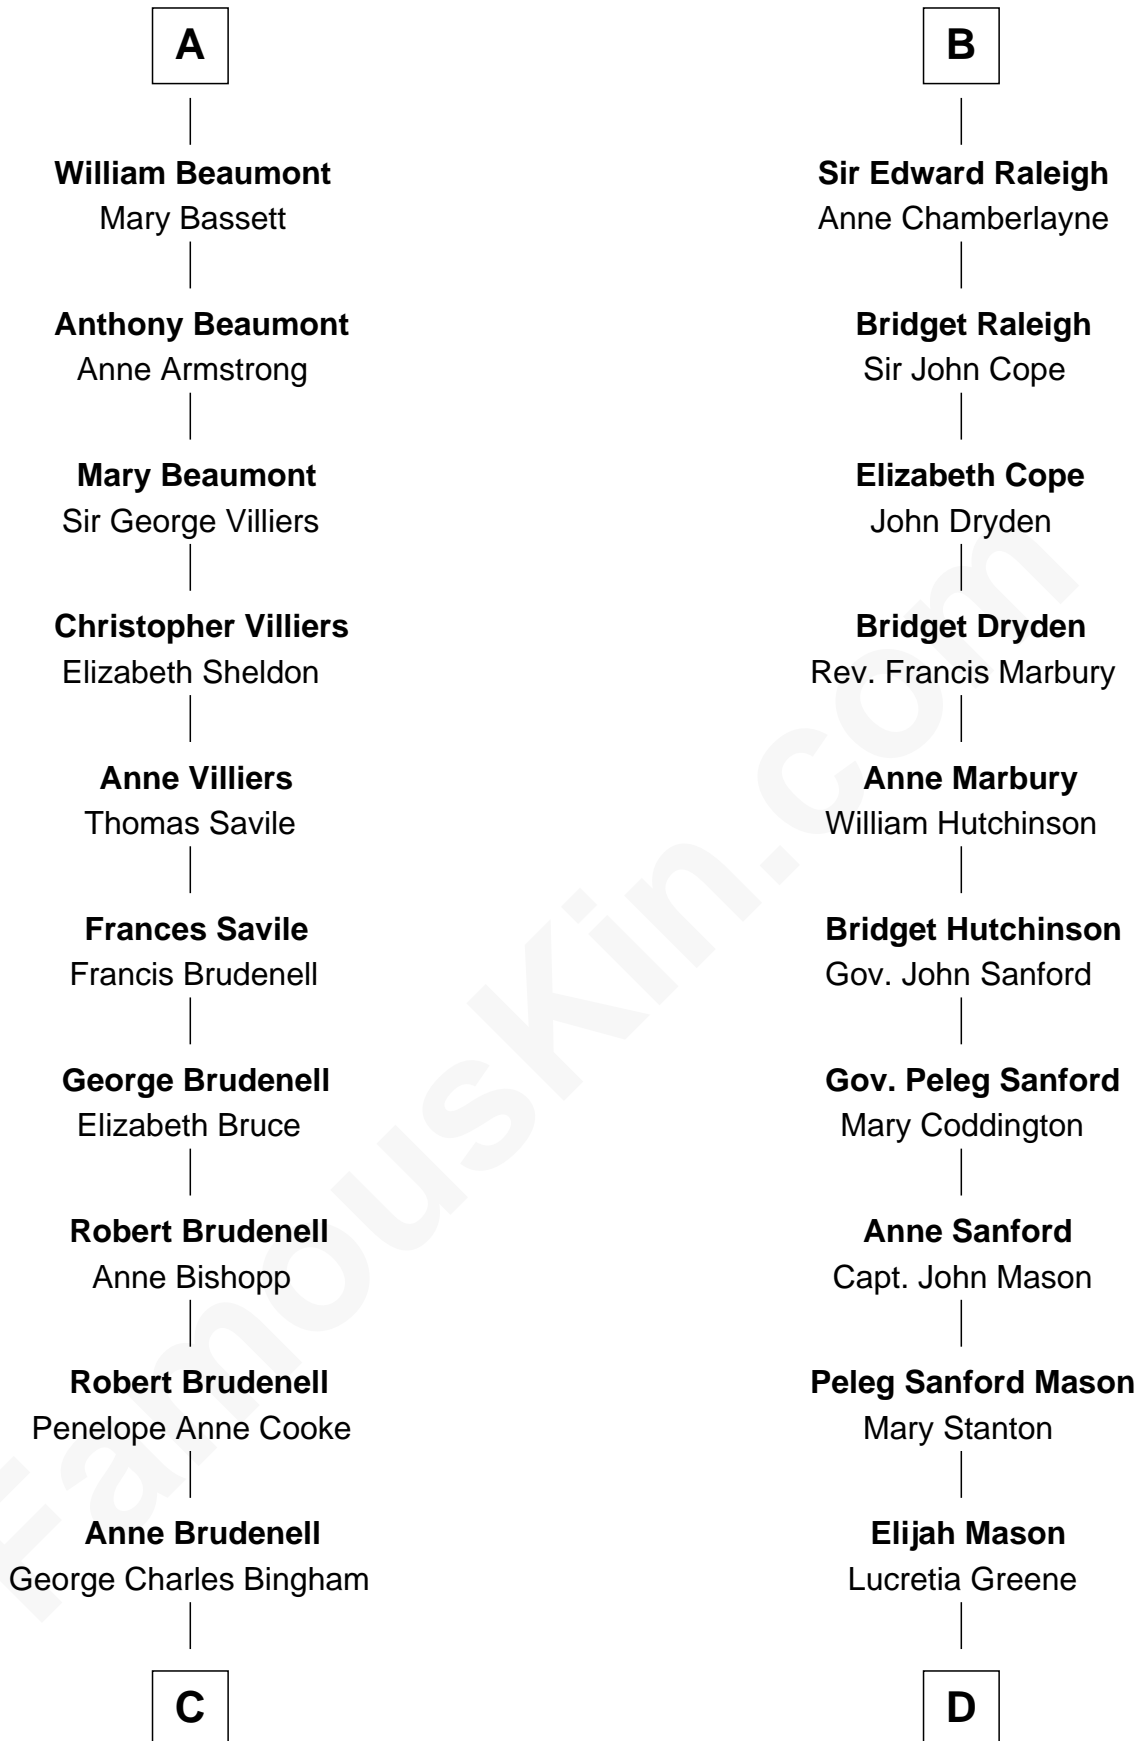 A
William Beaumont
Mary Bassett
Anthony Beaumont
Anne Armstrong
Mary Beaumont
Sir George Villiers
Christopher Villiers
Elizabeth Sheldon
Anne Villiers
Thomas Savile
Frances Savile
Francis Brudenell
George Brudenell
Elizabeth Bruce
Robert Brudenell
Anne Bishopp
Robert Brudenell
Penelope Anne Cooke
Anne Brudenell
George Charles Bingham
C
B
Sir Edward Raleigh
Anne Chamberlayne
Bridget Raleigh
Sir John Cope
Elizabeth Cope
John Dryden
Bridget Dryden
Rev. Francis Marbury
Anne Marbury
William Hutchinson
Bridget Hutchinson
Gov. John Sanford
Gov. Peleg Sanford
Mary Coddington
Anne Sanford
Capt. John Mason
Peleg Sanford Mason
Mary Stanton
Elijah Mason
Lucretia Greene
D
FamousKin.com